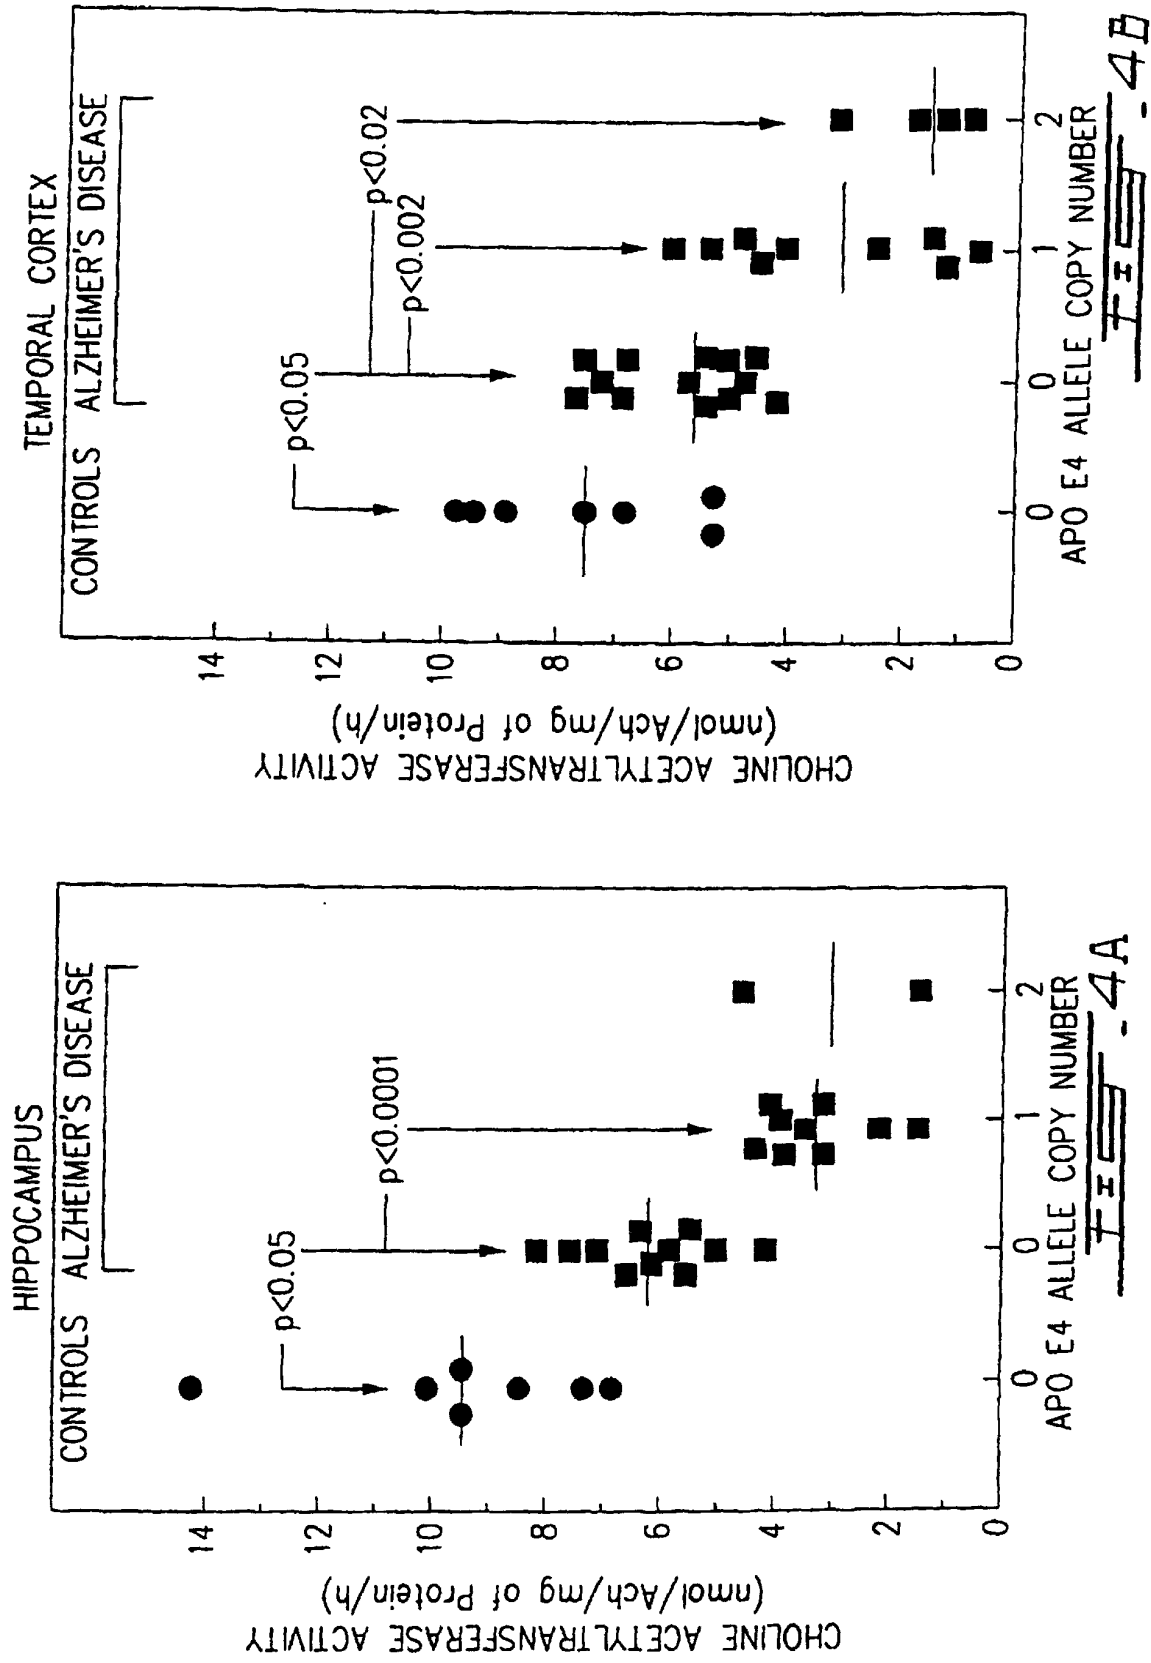 HIPPOCAMPUS
CONTROLS ALZHEIMER'S DISEASE
p<0.05
p<0.0001
14
12
10
8
6
4
2
0
CHOLINE ACETYLTRANSFERASE ACTIVITY
(nmol/Ach/mg of Protein/h)
0 0 1 2
APO E4 ALLELE COPY NUMBER
FIG - 4A
TEMPORAL CORTEX
CONTROLS ALZHEIMER'S DISEASE
p<0.05
p<0.02
p<0.002
14
12
10
8
6
4
2
0
CHOLINE ACETYLTRANSFERASE ACTIVITY
(nmol/Ach/mg of Protein/h)
0 0 1 2
APO E4 ALLELE COPY NUMBER
FIG - 4B